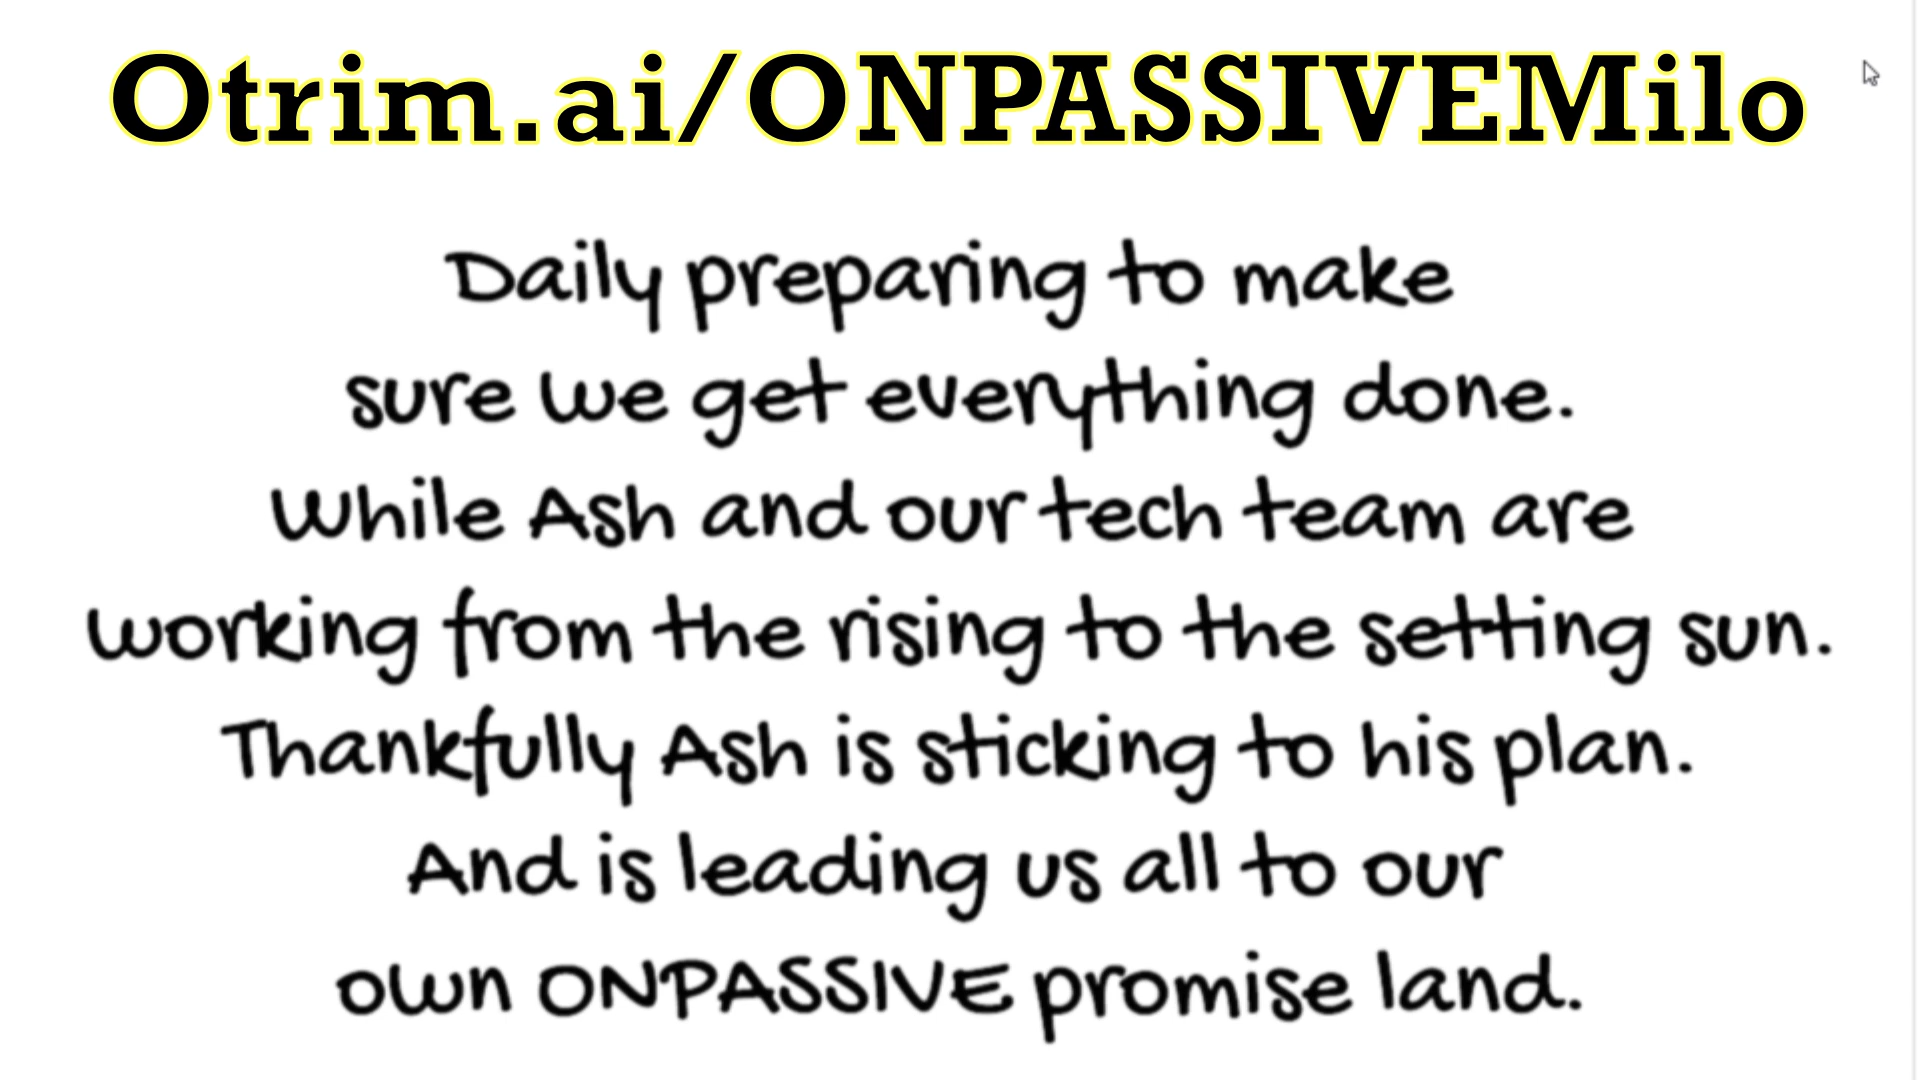 Otrim.ai/ONPASSIVEMilo
Daily preparing to make
sure we get everything done.
While Ash and our tech team are
working from the rising to the setting sun.
Thankfully Ash is sticking to his plan.
And is leading us all to our
own ONPASSIVE promise land.